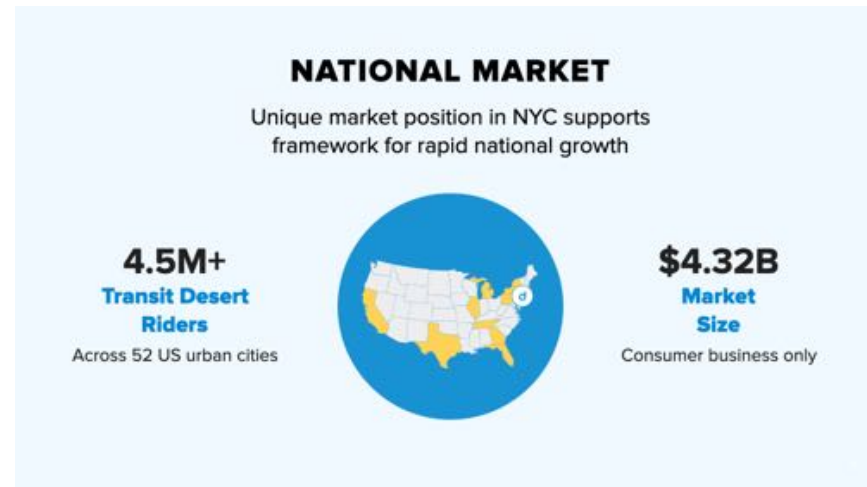 NATIONAL MARKET
Unique market position in NYC supports
framework for rapid national growth
4.5M+
Transit Desert
Riders
Across 52 US urban cities
d
$4.32B
Market
Size
Consumer business only